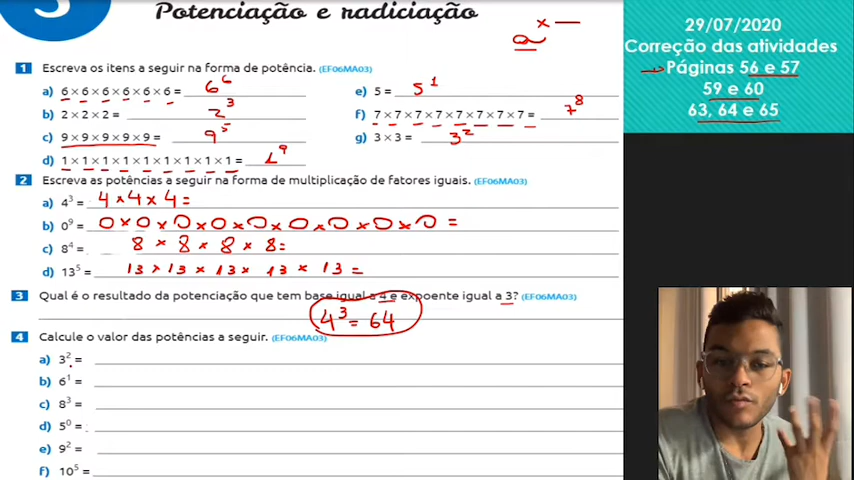 3 Potenciação e radiciação
a x —
29/07/2020
Correção das atividades
Páginas 56 e 57
59 e 60
63, 64 e 65
1 Escreva os itens a seguir na forma de potência. (EF06MA03)
a) 6 × 6 × 6 × 6 × 6 × 6 = 6⁶
b) 2 × 2 × 2 = 2³
c) 9 × 9 × 9 × 9 × 9 = 9⁵
d) 1 × 1 × 1 × 1 × 1 × 1 × 1 × 1 × 1 = 1⁹
e) 5 = 5¹
f) 7 × 7 × 7 × 7 × 7 × 7 × 7 × 7 = 7⁸
g) 3 × 3 = 3²
2 Escreva as potências a seguir na forma de multiplicação de fatores iguais. (EF06MA03)
a) 4³ = 4 × 4 × 4 =
b) 0⁹ = 0 × 0 × 0 × 0 × 0 × 0 × 0 × 0 × 0 =
c) 8⁴ = 8 × 8 × 8 × 8 =
d) 13⁵ = 13 × 13 × 13 × 13 × 13 =
3 Qual é o resultado da potenciação que tem base igual a 4 e expoente igual a 3? (EF06MA03)
4³ = 64
4 Calcule o valor das potências a seguir. (EF06MA03)
a) 3² =
b) 6¹ =
c) 8³ =
d) 5⁰ =
e) 9² =
f) 10⁵ =